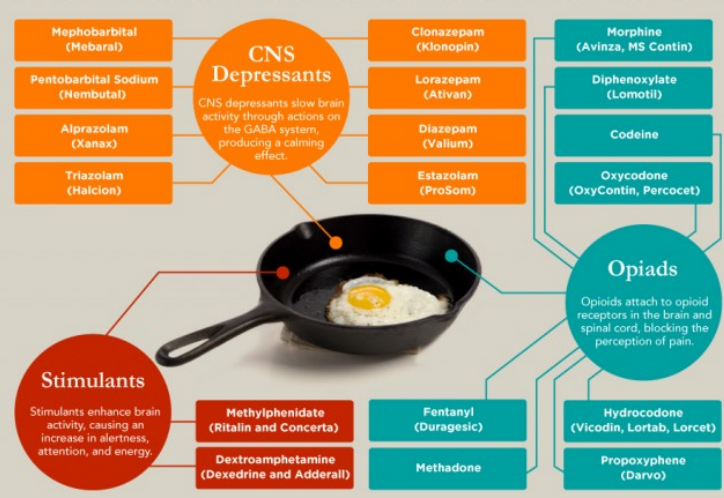 Mephobarbital
(Mebaral)
Pentobarbital Sodium
(Nembutal)
Alprazolam
(Xanax)
Triazolam
(Halcion)
CNS
Depressants
CNS depressants slow brain
activity through actions on
the GABA system,
producing a calming
effect.
Clonazepam
(Klonopin)
Lorazepam
(Ativan)
Diazepam
(Valium)
Estazolam
(ProSom)
Morphine
(Avinza, MS Contin)
Diphenoxylate
(Lomotil)
Codeine
Oxycodone
(OxyContin, Percocet)
Opiads
Opioids attach to opioid
receptors in the brain and
spinal cord, blocking the
perception of pain.
Stimulants
Stimulants enhance brain
activity, causing an
increase in alertness,
attention, and energy.
Methylphenidate
(Ritalin and Concerta)
Dextroamphetamine
(Dexedrine and Adderall)
Fentanyl
(Duragesic)
Methadone
Hydrocodone
(Vicodin, Lortab, Lorcet)
Propoxyphene
(Darvo)